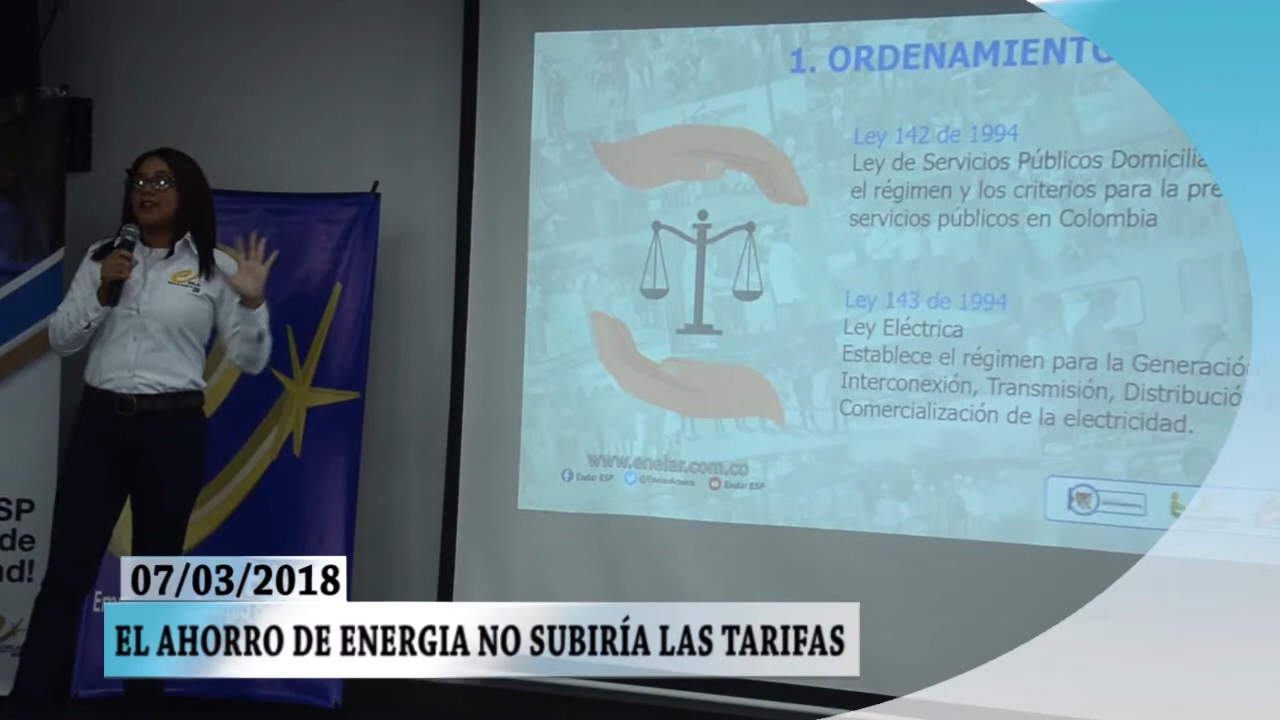 1. ORDENAMIENTO
Ley 142 de 1994
Ley de Servicios Públicos Domicilia
el régimen y los criterios para la pre
servicios públicos en Colombia
Ley 143 de 1994
Ley Eléctrica
Establece el régimen para la Generació
Interconexión, Transmisión, Distribució
Comercialización de la electricidad.
www.enelar.com.co
Enelar ESP @EnelarArauca Enelar ESP
SP
de
ad!
07/03/2018
EL AHORRO DE ENERGIA NO SUBIRÍA LAS TARIFAS